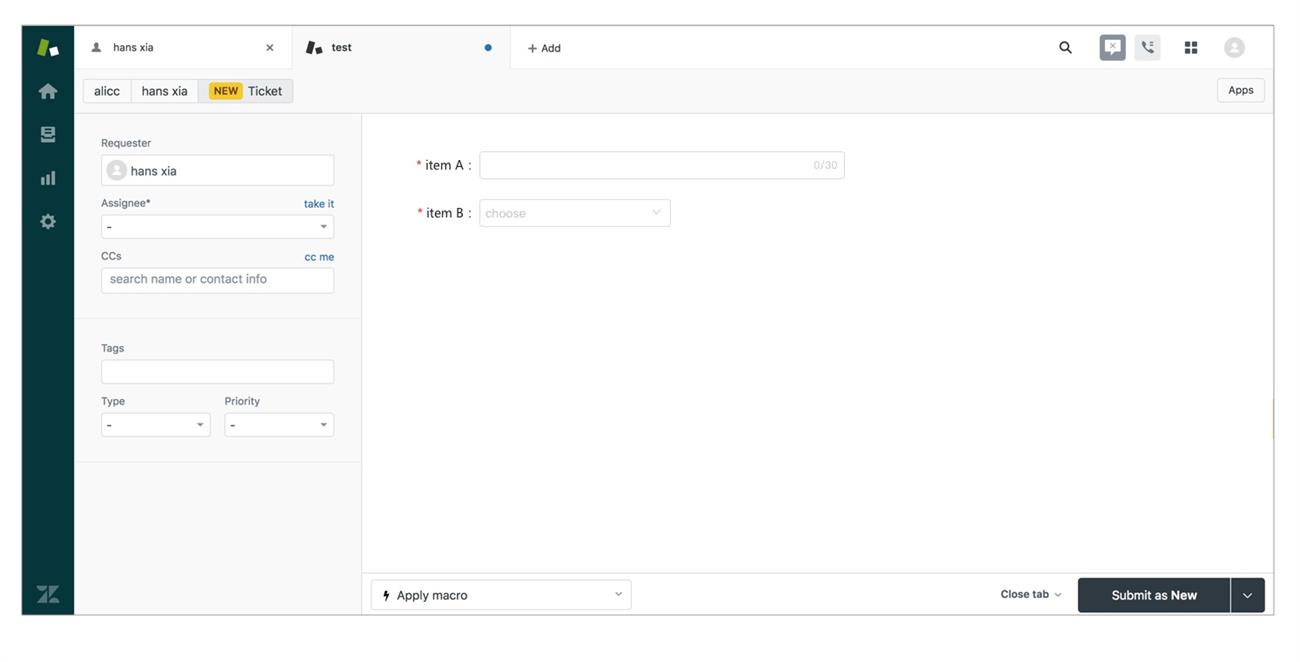 hans xia
test
+ Add
alicc
hans xia
NEW Ticket
Apps
Requester
hans xia
Assignee*
take it
-
CCs
cc me
search name or contact info
Tags
Type
Priority
-
-
* item A :
0/30
* item B :
choose
Apply macro
Close tab
Submit as New